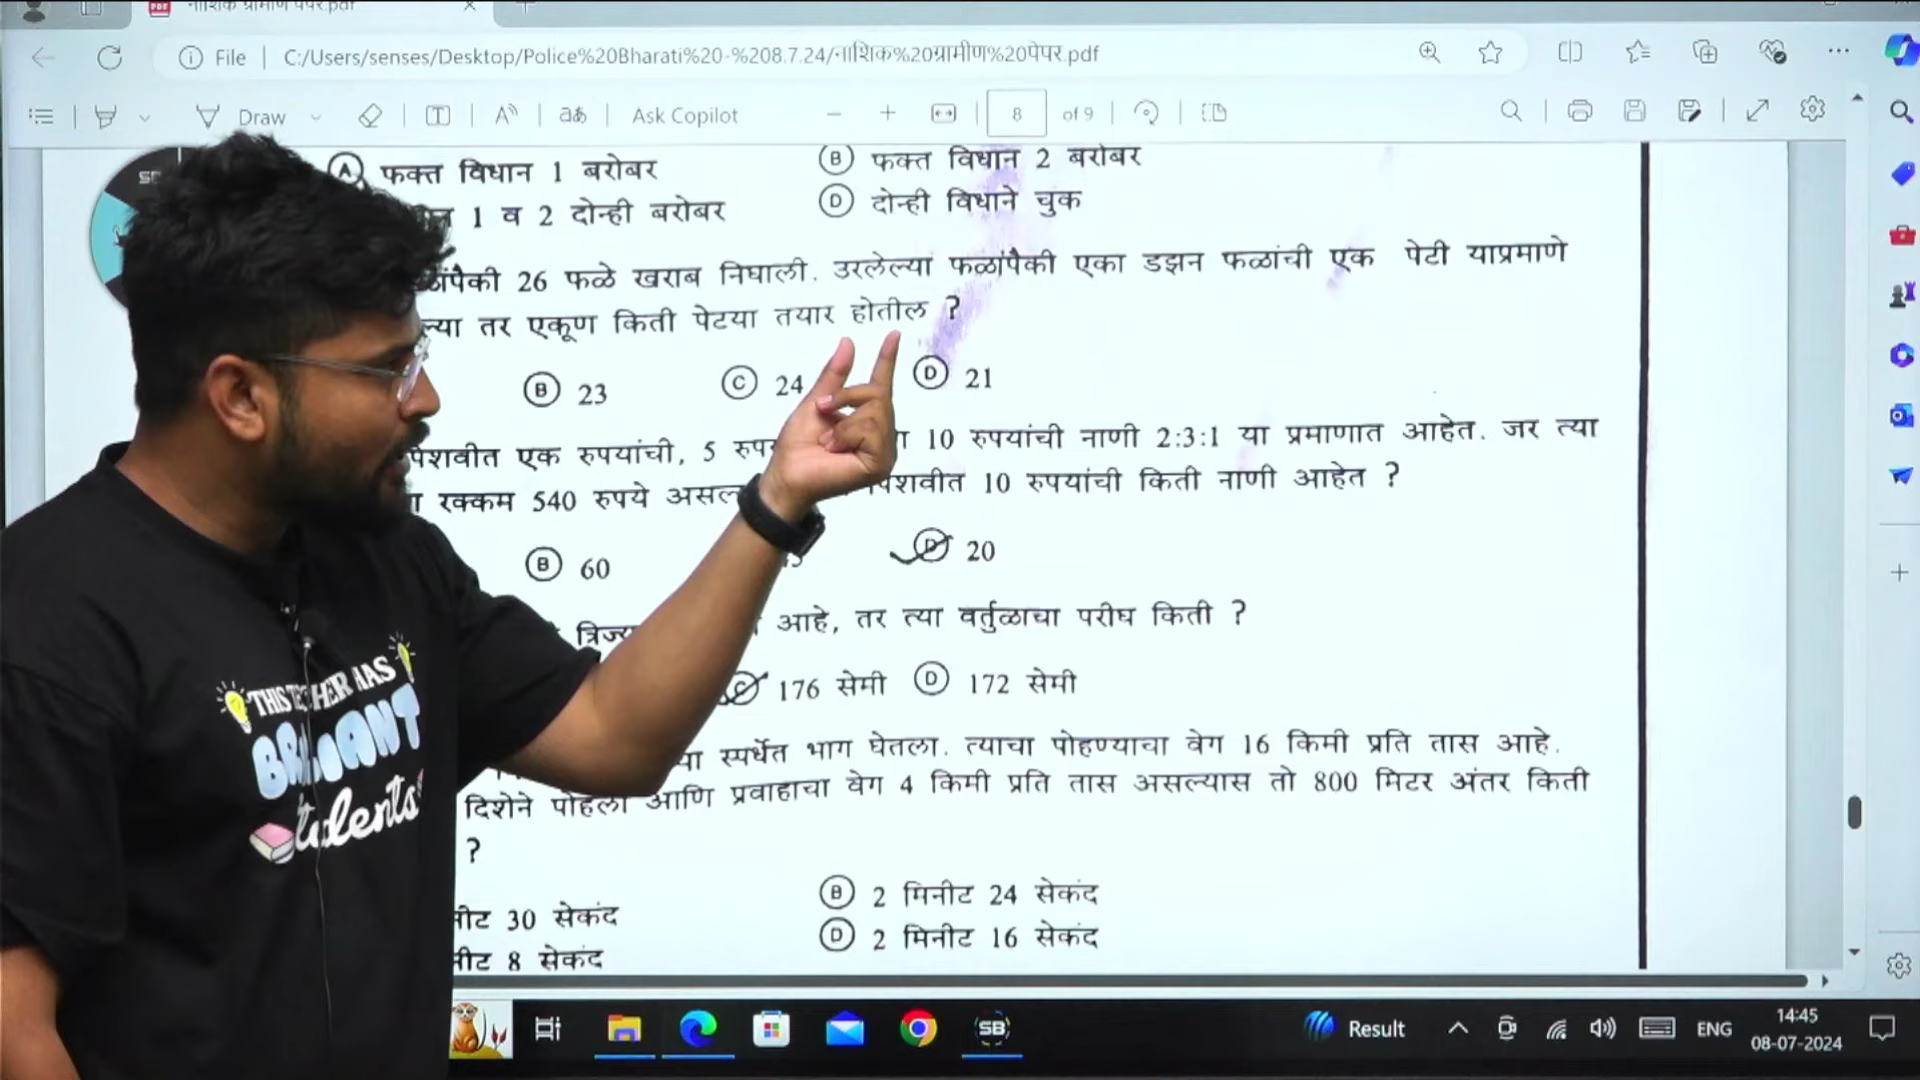 नाशिक ग्रामीण पेपर.pdf
File
C:/Users/senses/Desktop/Police%20Bharati%20-%208.7.24/नाशिक%20ग्रामीण%20पेपर.pdf
Draw
Ask Copilot
8
of 9
A फक्त विधान 1 बरोबर
B फक्त विधान 2 बरोबर
1 व 2 दोन्ही बरोबर
D दोन्ही विधाने चुक
26 फळे खराब निघाली. उरलेल्या फळांपैकी एका डझन फळांची एक पेटी याप्रमाणे
तर एकूण किती पेटया तयार होतील ?
B 23
C 24
D 21
एक रुपयांची, 5 10 रुपयांची नाणी 2:3:1 या प्रमाणात आहेत. जर त्या
रक्कम 540 रुपये 10 रुपयांची किती नाणी आहेत ?
B 60
D 20
आहे, तर त्या वर्तुळाचा परीघ किती ?
C 176 सेमी
D 172 सेमी
स्पर्धेत भाग घेतला. त्याचा पोहण्याचा वेग 16 किमी प्रति तास आहे.
दिशेने पोहला आणि प्रवाहाचा वेग 4 किमी प्रति तास असल्यास तो 800 मिटर अंतर किती
?
30 सेकंद
B 2 मिनीट 24 सेकंद
8 सेकंद
D 2 मिनीट 16 सेकंद
BRILLIANT
Result
SB
ENG
14:45
08-07-2024